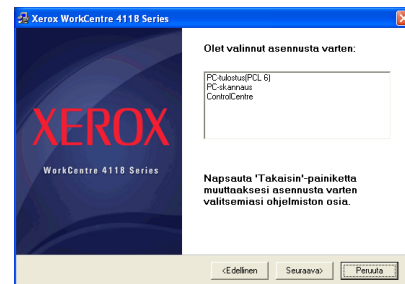 Xerox WorkCentre 4118 Series
Olet valinnut asennusta varten:
PC-tulostus(PCL 6)
PC-skannaus
ControlCentre
XEROX
WorkCentre 4118 Series
Napsauta 'Takaisin'-painiketta
muuttaaksesi asennusta varten
valitsemiasi ohjelmiston osia.
<Edellinen
Seuraava>
Peruuta